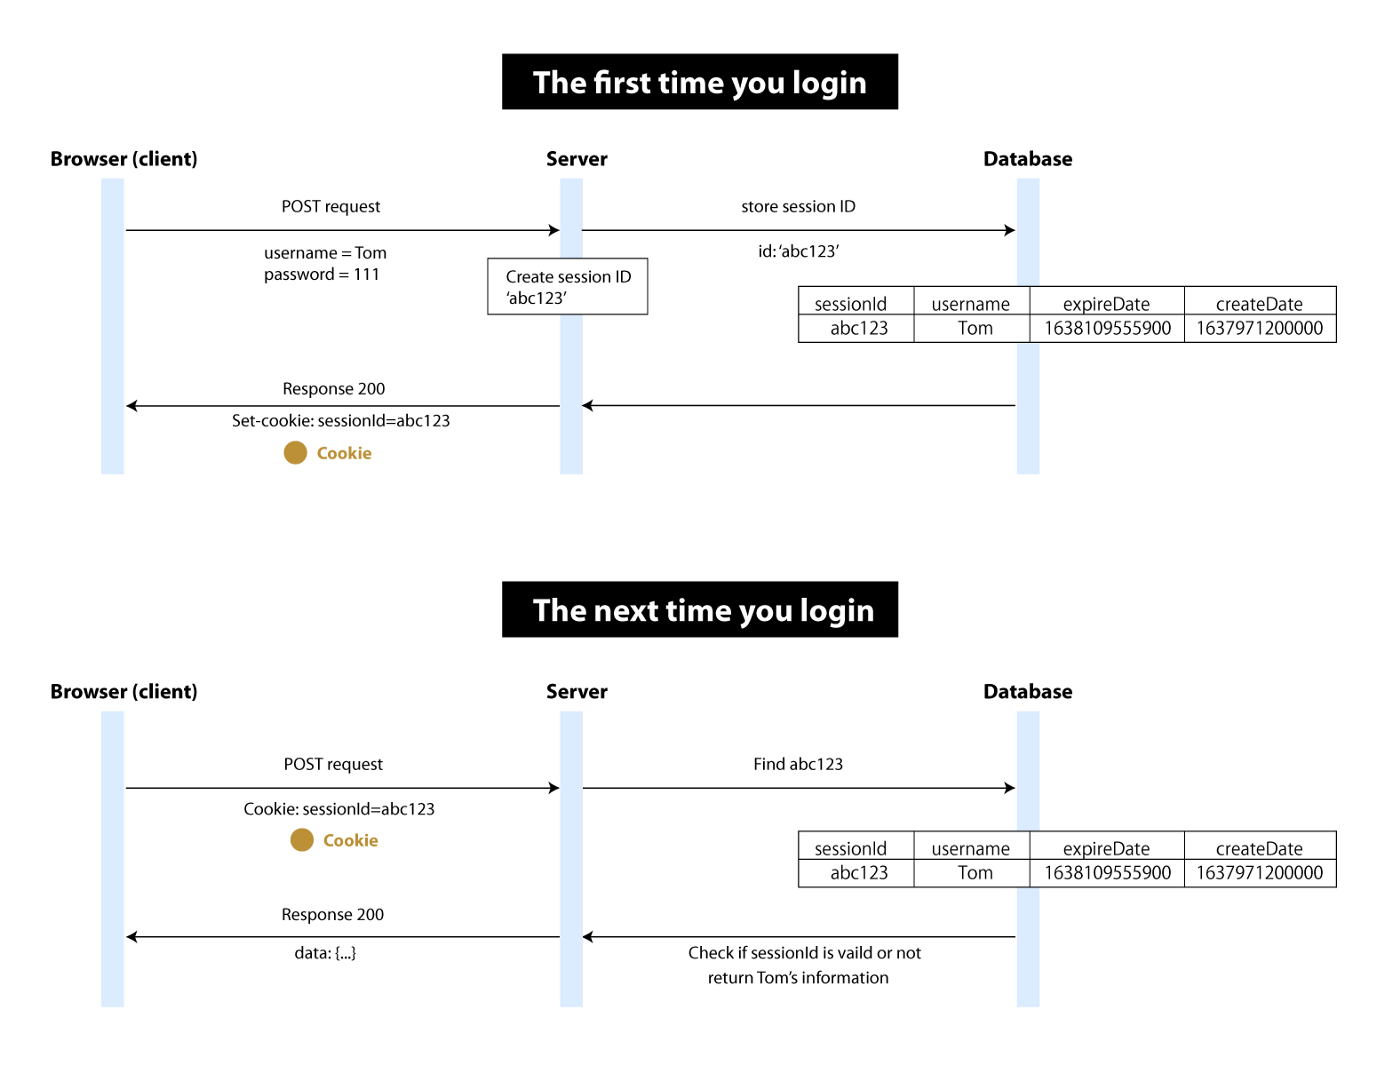 The first time you login
Browser (client)
Server
Database
POST request
store session ID
username = Tom
password = 111
id: ‘abc123’
Create session ID
‘abc123’
sessionId username expireDate createDate
abc123 Tom 1638109555900 1637971200000
Response 200
Set-cookie: sessionId=abc123
Cookie
The next time you login
Browser (client)
Server
Database
POST request
Find abc123
Cookie: sessionId=abc123
Cookie
sessionId username expireDate createDate
abc123 Tom 1638109555900 1637971200000
Response 200
data: {...}
Check if sessionId is vaild or not
return Tom’s information